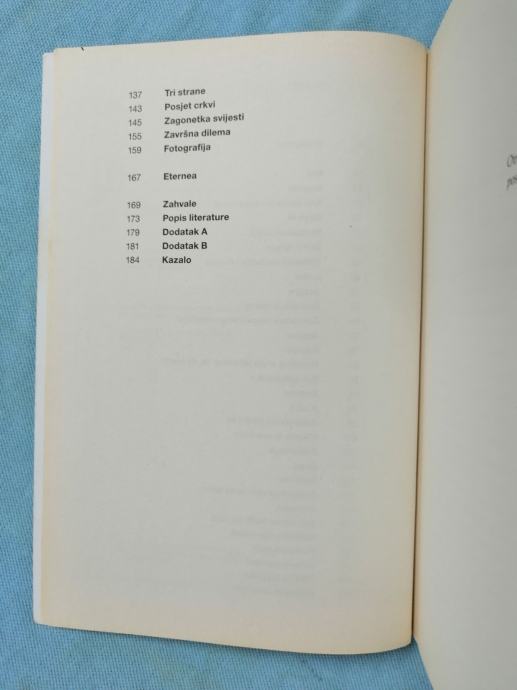 137 Tri strane
143 Posjet crkvi
145 Zagonetka svijesti
155 Završna dilema
159 Fotografija
167 Eternea
169 Zahvale
173 Popis literature
179 Dodatak A
181 Dodatak B
184 Kazalo